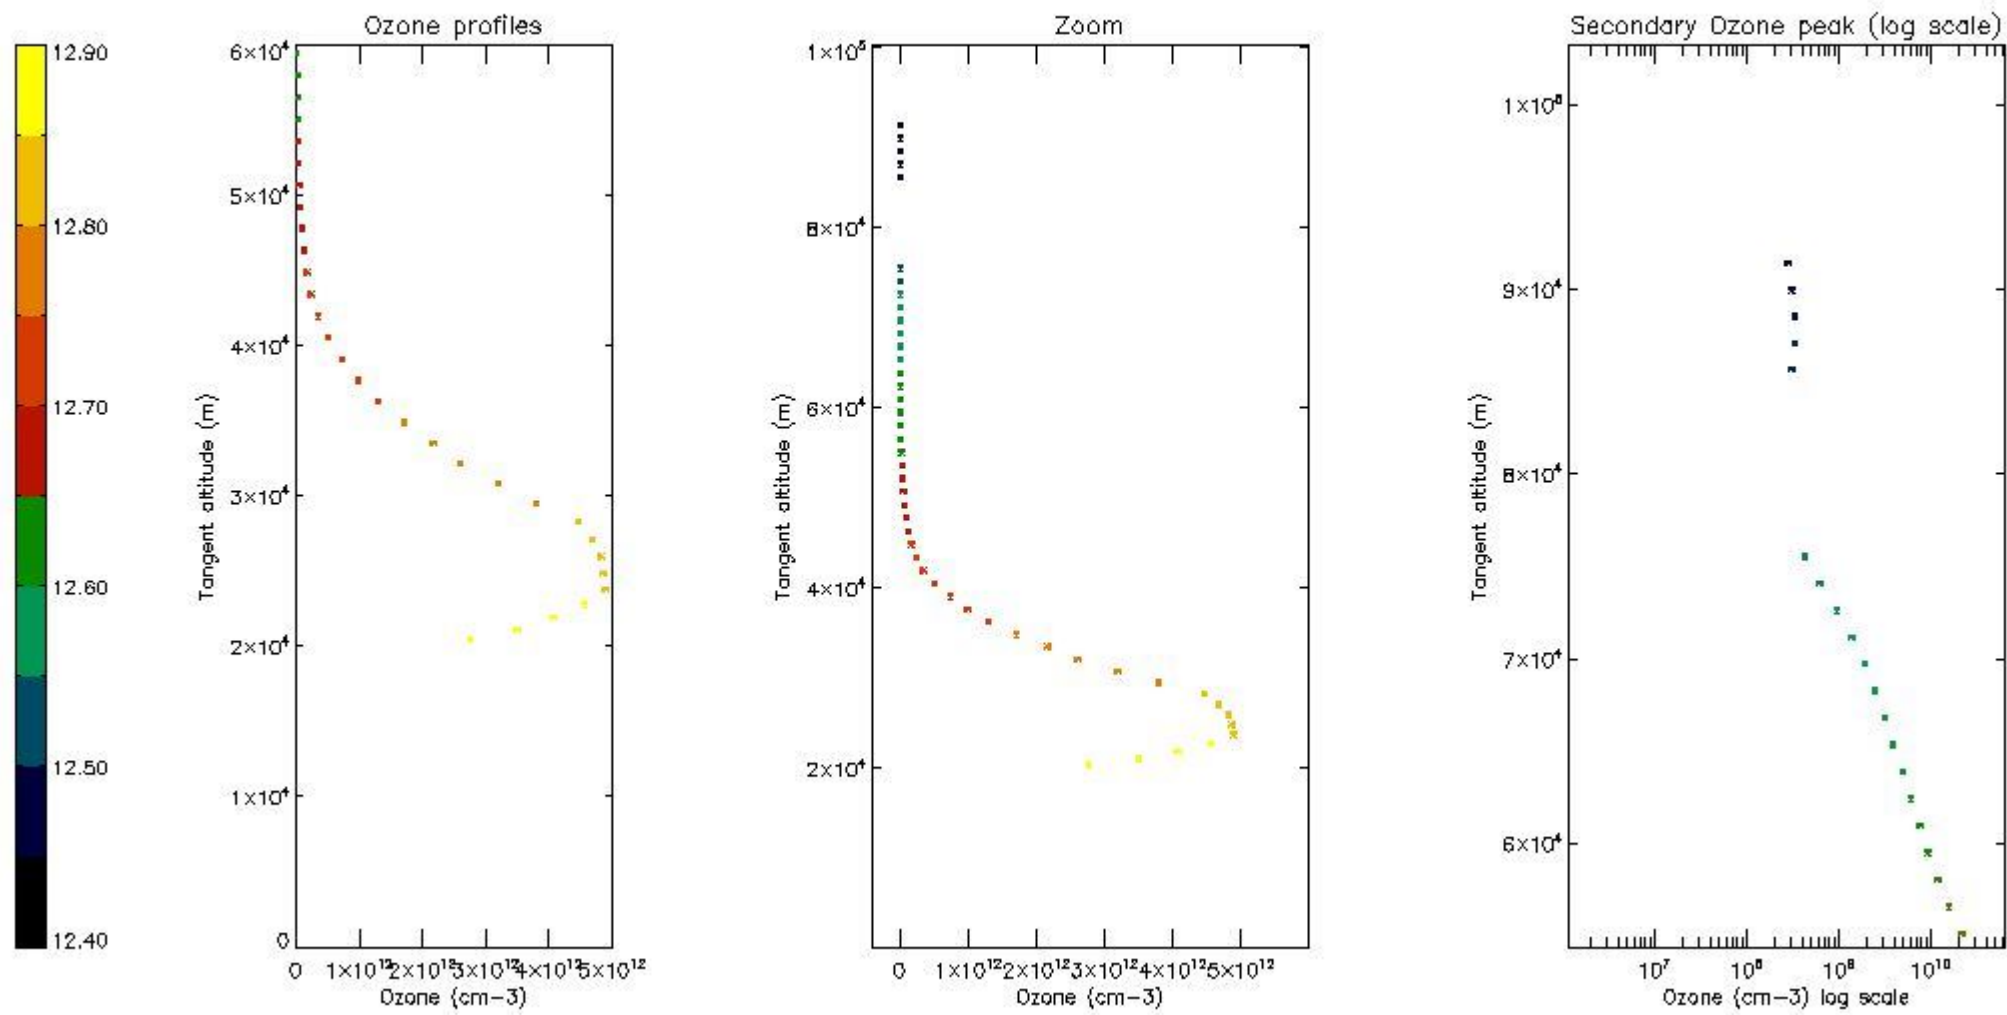 Ozone profiles
Zoom
Secondary Ozone peak (log scale)
12.90
12.80
12.70
12.60
12.50
12.40
Tangent altitude (m)
6×10⁴
5×10⁴
4×10⁴
3×10⁴
2×10⁴
1×10⁴
0
0 1×10¹² 2×10¹² 3×10¹² 4×10¹² 5×10¹²
Ozone (cm−3)
Tangent altitude (m)
1×10⁵
8×10⁴
6×10⁴
4×10⁴
2×10⁴
0 1×10¹² 2×10¹² 3×10¹² 4×10¹² 5×10¹²
Ozone (cm−3)
Tangent altitude (m)
1×10⁵
9×10⁴
8×10⁴
7×10⁴
6×10⁴
10⁷ 10⁸ 10⁹ 10¹⁰
Ozone (cm−3) log scale